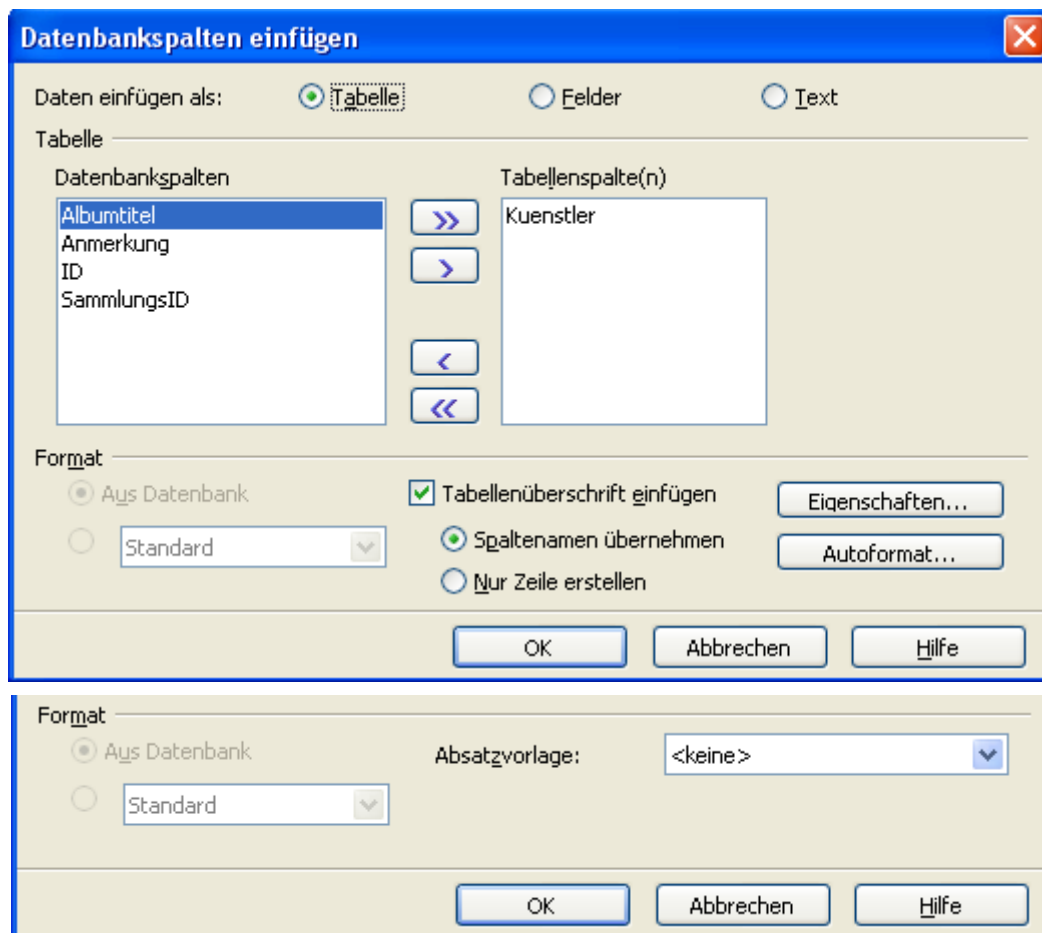 Datenbankspalten einfügen
Daten einfügen als: Tabelle Felder Text
Tabelle
Datenbankspalten Tabellenspalte(n)
Albumtitel Kuenstler
Anmerkung
ID
SammlungsID
Format
Aus Datenbank Tabellenüberschrift einfügen Eigenschaften...
Standard Spaltenamen übernehmen Autoformat...
Nur Zeile erstellen
OK Abbrechen Hilfe
Format
Aus Datenbank Absatzvorlage: <keine>
Standard
OK Abbrechen Hilfe